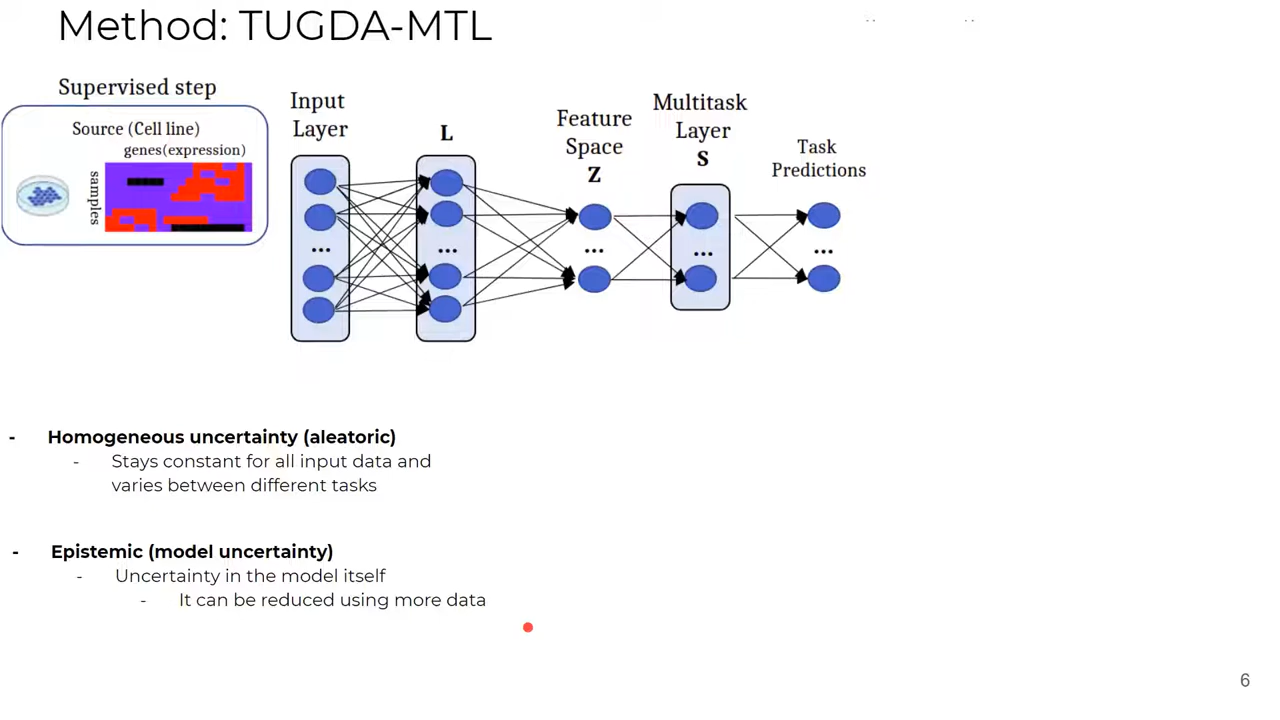 Method: TUGDA-MTL
Supervised step
Source (Cell line)
genes(expression)
samples
Input
Layer
...
L
...
Feature
Space
Z
...
Multitask
Layer
S
...
Task
Predictions
...
- Homogeneous uncertainty (aleatoric)
- Stays constant for all input data and
varies between different tasks
- Epistemic (model uncertainty)
- Uncertainty in the model itself
- It can be reduced using more data
6